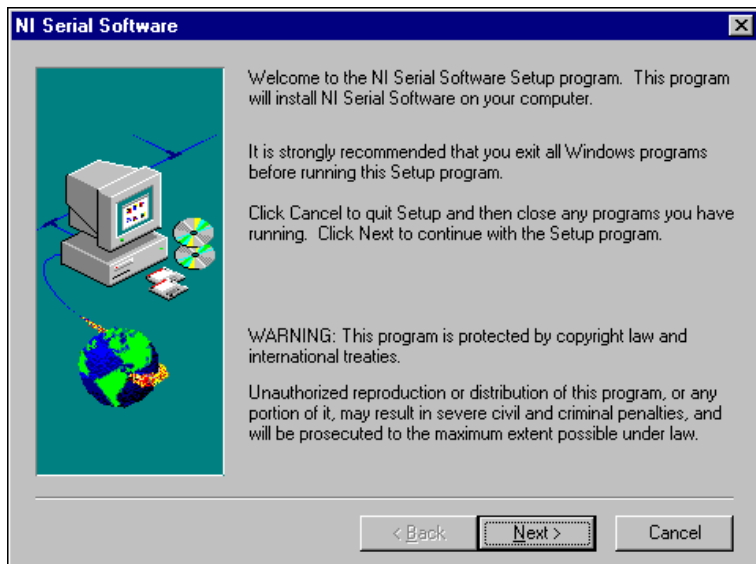 NI Serial Software
Welcome to the NI Serial Software Setup program.  This program
will install NI Serial Software on your computer.
It is strongly recommended that you exit all Windows programs
before running this Setup program.
Click Cancel to quit Setup and then close any programs you have
running.  Click Next to continue with the Setup program.
WARNING: This program is protected by copyright law and
international treaties.
Unauthorized reproduction or distribution of this program, or any
portion of it, may result in severe civil and criminal penalties, and
will be prosecuted to the maximum extent possible under law.
< Back
Next >
Cancel